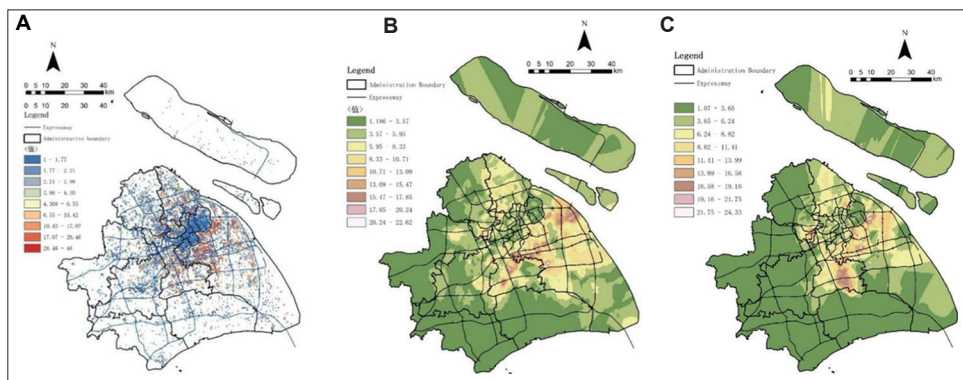 A
N
0 5 10 20 30 40
km
Legend
Expressway
Administrative boundary
<值>
1 - 1.77
1.77 - 2.21
2.21 - 2.98
2.98 - 4.30
4.308 - 6.55
6.55 - 10.42
10.42 - 17.07
17.07 - 28.46
28.46 - 48
B
N
0 5 10 20 30 40
km
Legend
Administration Boundary
Expressway
<值>
1.186 - 3.57
3.57 - 5.95
5.95 - 8.33
8.33 - 10.71
10.71 - 13.09
13.09 - 15.47
15.47 - 17.85
17.85 - 20.24
20.24 - 22.62
C
N
0 5 10 20 30 40
km
Legend
Administration Boundary
Expressway
1.07 - 3.65
3.65 - 6.24
6.24 - 8.82
8.82 - 11.41
11.41 - 13.99
13.99 - 16.58
16.58 - 19.16
19.16 - 21.75
21.75 - 24.33